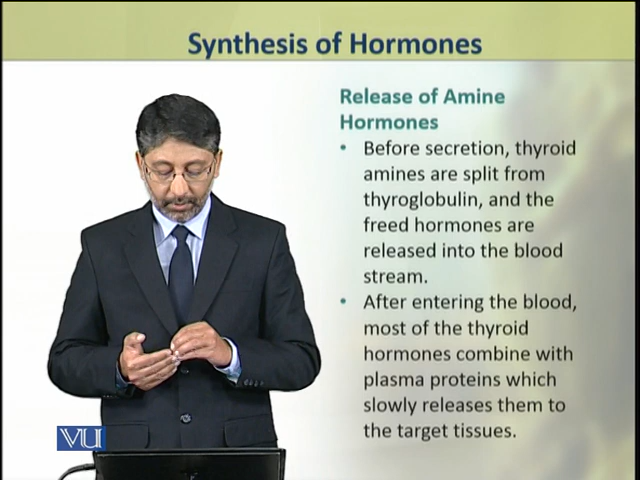 Synthesis of Hormones
Release of Amine
Hormones
• Before secretion, thyroid
amines are split from
thyroglobulin, and the
freed hormones are
released into the blood
stream.
• After entering the blood,
most of the thyroid
hormones combine with
plasma proteins which
slowly releases them to
the target tissues.
VU